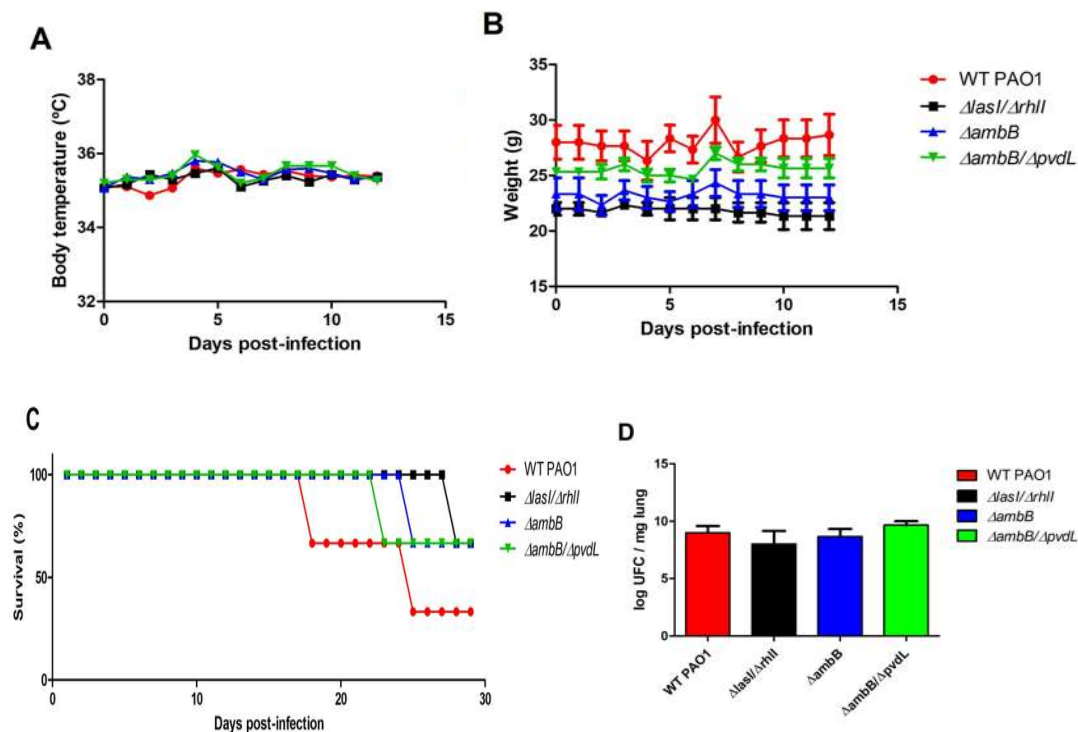 A
Body temperature (ºC)
38
36
34
32
0
5
10
15
Days post-infection
B
Weight (g)
35
30
25
20
15
0
5
10
15
Days post-infection
WT PAO1
ΔlasI/ΔrhlI
ΔambB
ΔambB/ΔpvdL
C
Survival (%)
100
50
0
0
10
20
30
Days post-infection
WT PAO1
ΔlasI/ΔrhlI
ΔambB
ΔambB/ΔpvdL
D
log UFC / mg lung
15
10
5
0
WT PAO1
ΔlasI/ΔrhlI
ΔambB
ΔambB/ΔpvdL
WT PAO1
ΔlasI/ΔrhlI
ΔambB
ΔambB/ΔpvdL